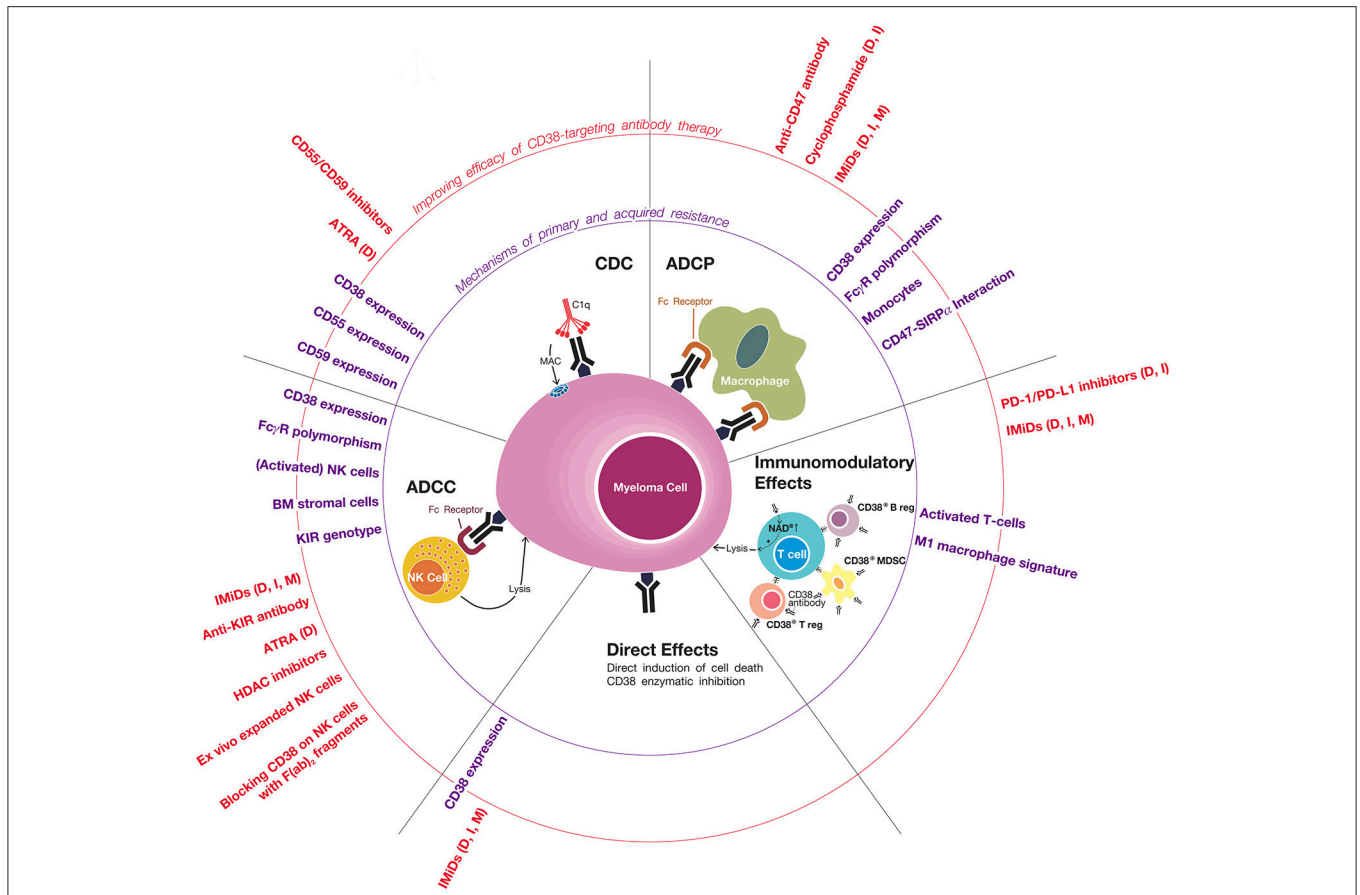 Improving efficacy of CD38-targeting antibody therapy
Mechanisms of primary and acquired resistance
CD55/CD59 inhibitors
ATRA (D)
CD38 expression
CD55 expression
CD59 expression
CDC
C1q
MAC
ADCP
Fc Receptor
Macrophage
Anti-CD47 antibody
Cyclophosphamide (D, I)
IMiDs (D, I, M)
CD38 expression
FcγR polymorphism
Monocytes
CD47-SIRPα Interaction
PD-1/PD-L1 inhibitors (D, I)
IMiDs (D, I, M)
Immunomodulatory
Effects
CD38⁺ B reg
NAD⁺↑
T cell
Lysis
CD38⁺ MDSC
CD38
antibody
CD38⁺ T reg
Activated T-cells
M1 macrophage signature
Myeloma Cell
CD38 expression
FcγR polymorphism
(Activated) NK cells
BM stromal cells
KIR genotype
ADCC
Fc Receptor
NK Cell
Lysis
IMiDs (D, I, M)
Anti-KIR antibody
ATRA (D)
HDAC inhibitors
Ex vivo expanded NK cells
Blocking CD38 on NK cells
with F(ab)₂ fragments
Direct Effects
Direct induction of cell death
CD38 enzymatic inhibition
CD38 expression
IMiDs (D, I, M)